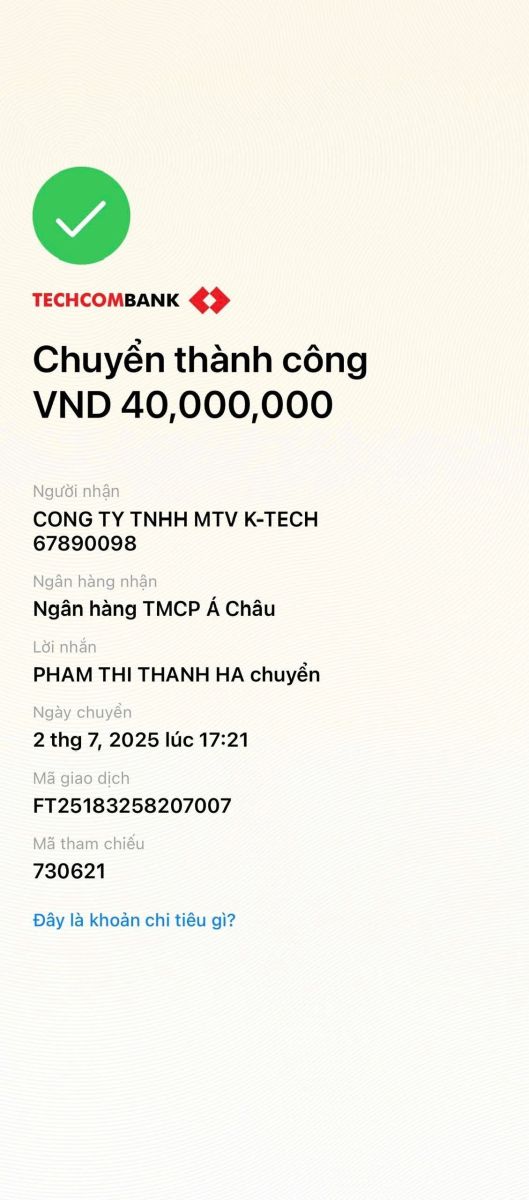 TECHCOMBANK
Chuyển thành công
VND 40,000,000
Người nhận
CONG TY TNHH MTV K-TECH
67890098
Ngân hàng nhận
Ngân hàng TMCP Á Châu
Lời nhắn
PHAM THI THANH HA chuyển
Ngày chuyển
2 thg 7, 2025 lúc 17:21
Mã giao dịch
FT25183258207007
Mã tham chiếu
730621
Đây là khoản chi tiêu gì?